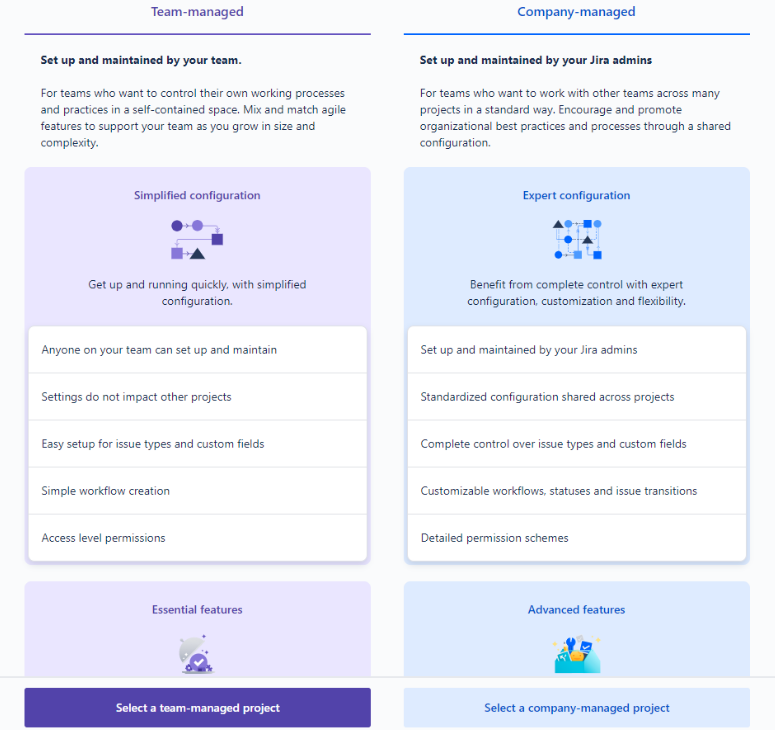 Team-managed
Set up and maintained by your team.
For teams who want to control their own working processes
and practices in a self-contained space. Mix and match agile
features to support your team as you grow in size and
complexity.
Simplified configuration
Get up and running quickly, with simplified
configuration.
Anyone on your team can set up and maintain
Settings do not impact other projects
Easy setup for issue types and custom fields
Simple workflow creation
Access level permissions
Essential features
Select a team-managed project
Company-managed
Set up and maintained by your Jira admins
For teams who want to work with other teams across many
projects in a standard way. Encourage and promote
organizational best practices and processes through a shared
configuration.
Expert configuration
Benefit from complete control with expert
configuration, customization and flexibility.
Set up and maintained by your Jira admins
Standardized configuration shared across projects
Complete control over issue types and custom fields
Customizable workflows, statuses and issue transitions
Detailed permission schemes
Advanced features
Select a company-managed project